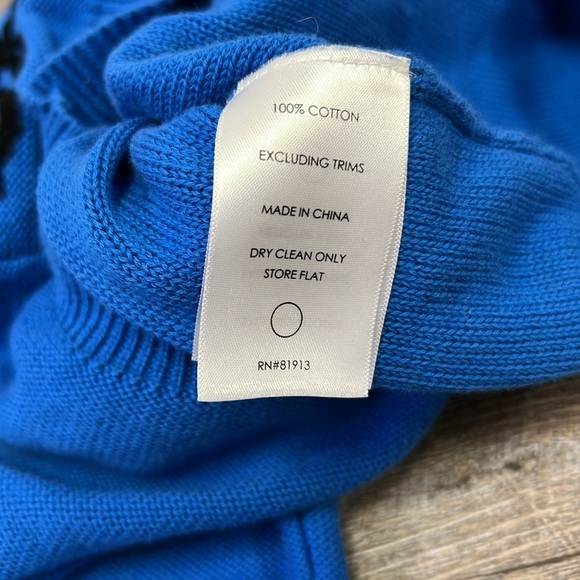 100% COTTON
EXCLUDING TRIMS
MADE IN CHINA
DRY CLEAN ONLY
STORE FLAT
RN#81913